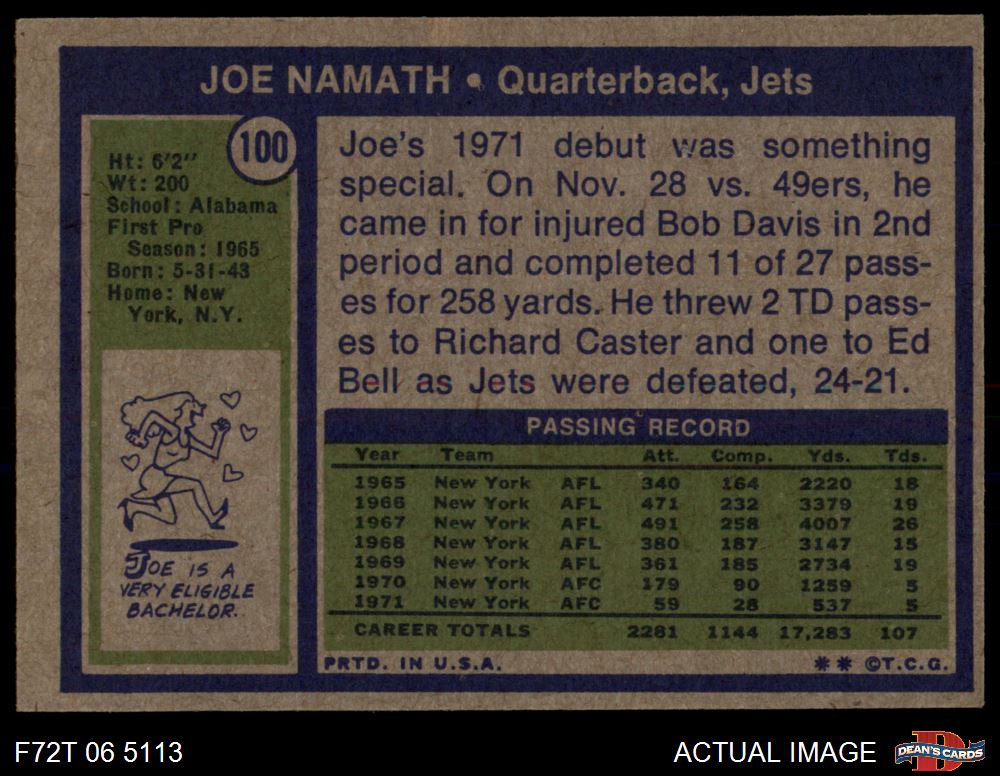 JOE NAMATH • Quarterback, Jets
100
Ht: 6'2"
Wt: 200
School: Alabama
First Pro
Season: 1965
Born: 5-31-43
Home: New
York, N.Y.
JOE IS A
VERY ELIGIBLE
BACHELOR.
Joe's 1971 debut was something
special. On Nov. 28 vs. 49ers, he
came in for injured Bob Davis in 2nd
period and completed 11 of 27 pass-
es for 258 yards. He threw 2 TD pass-
es to Richard Caster and one to Ed
Bell as Jets were defeated, 24-21.
PASSING RECORD
Year Team Att. Comp. Yds. Tds.
1965 New York AFL 340 164 2220 18
1966 New York AFL 471 232 3379 19
1967 New York AFL 491 258 4007 26
1968 New York AFL 380 187 3147 15
1969 New York AFL 361 185 2734 19
1970 New York AFC 179 90 1259 5
1971 New York AFC 59 28 537 5
CAREER TOTALS 2281 1144 17,283 107
PRTD. IN U.S.A. ** ©T.C.G.
F72T 06 5113 ACTUAL IMAGE DEAN'S CARDS